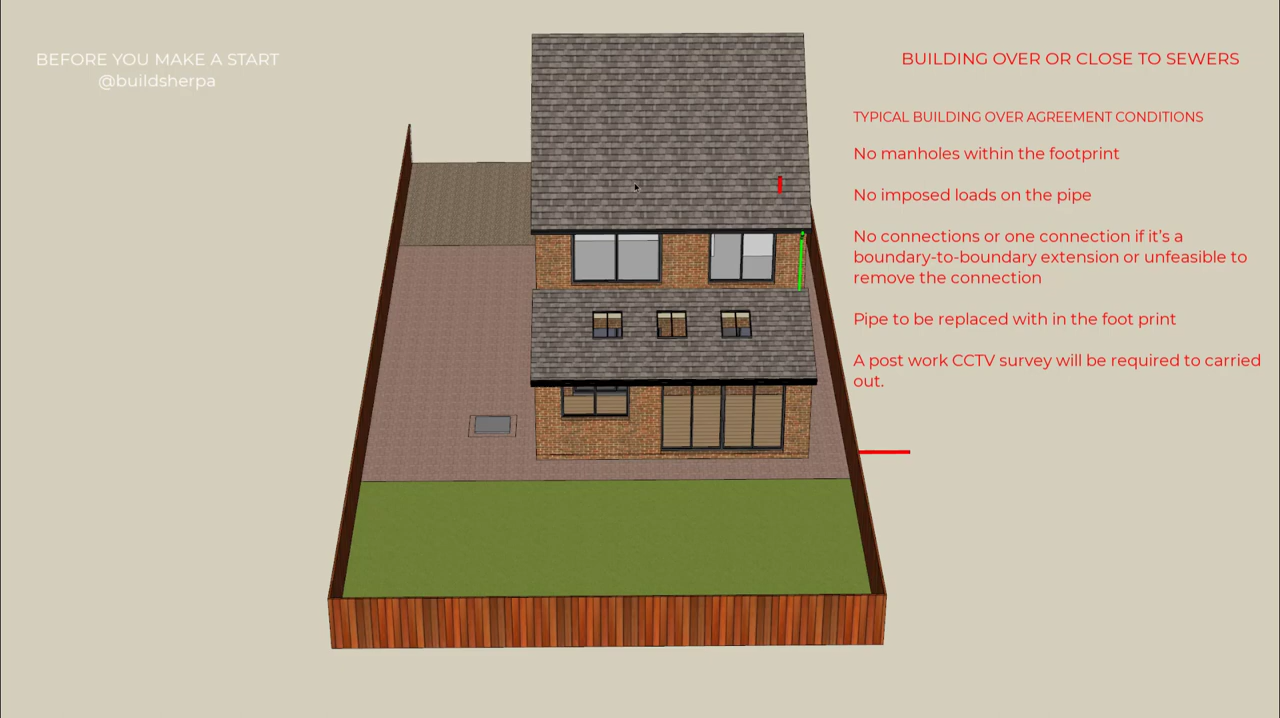 BEFORE YOU MAKE A START
@buildsherpa
BUILDING OVER OR CLOSE TO SEWERS
TYPICAL BUILDING OVER AGREEMENT CONDITIONS
No manholes within the footprint
No imposed loads on the pipe
No connections or one connection if it's a
boundary-to-boundary extension or unfeasible to
remove the connection
Pipe to be replaced with in the foot print
A post work CCTV survey will be required to carried
out.